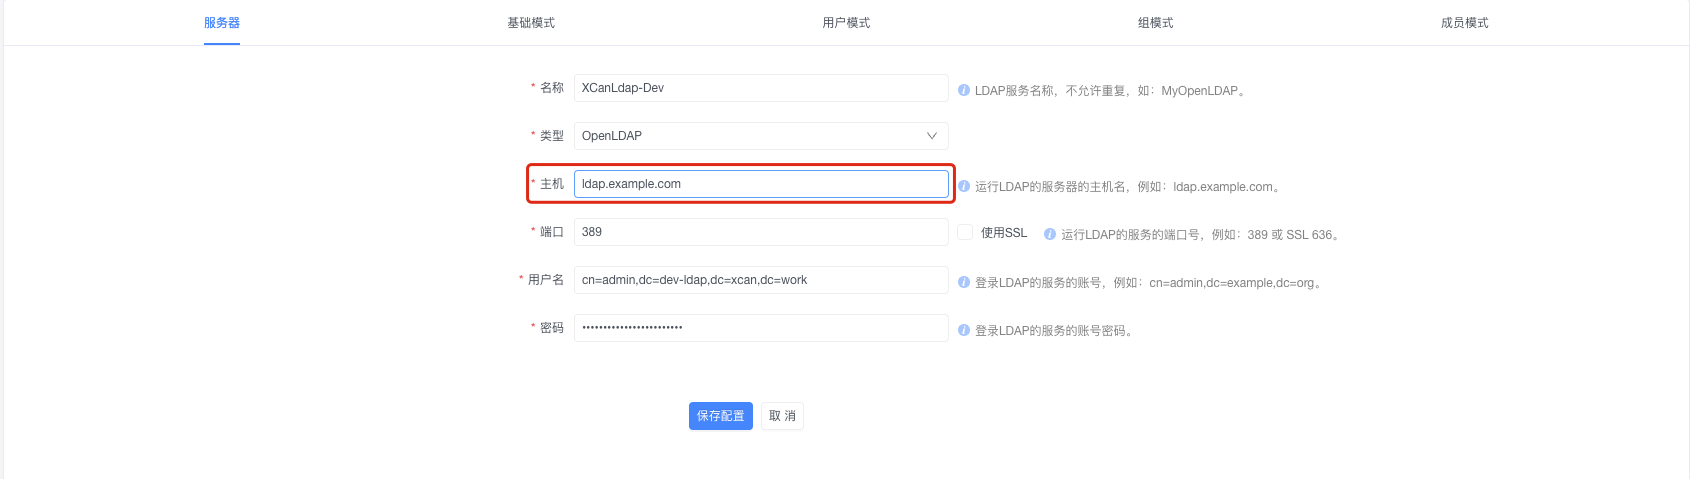 服务器 基础模式 用户模式 组模式 成员模式
* 名称 XCanLdap-Dev LDAP服务名称，不允许重复，如：MyOpenLDAP。
* 类型 OpenLDAP
* 主机 ldap.example.com 运行LDAP的服务器的主机名，例如：ldap.example.com。
* 端口 389 使用SSL 运行LDAP的服务的端口号，例如：389 或 SSL 636。
* 用户名 cn=admin,dc=dev-ldap,dc=xcan,dc=work 登录LDAP的服务的账号，例如：cn=admin,dc=example,dc=org。
* 密码 •••••••••••••••••••••••• 登录LDAP的服务的账号密码。
保存配置 取 消